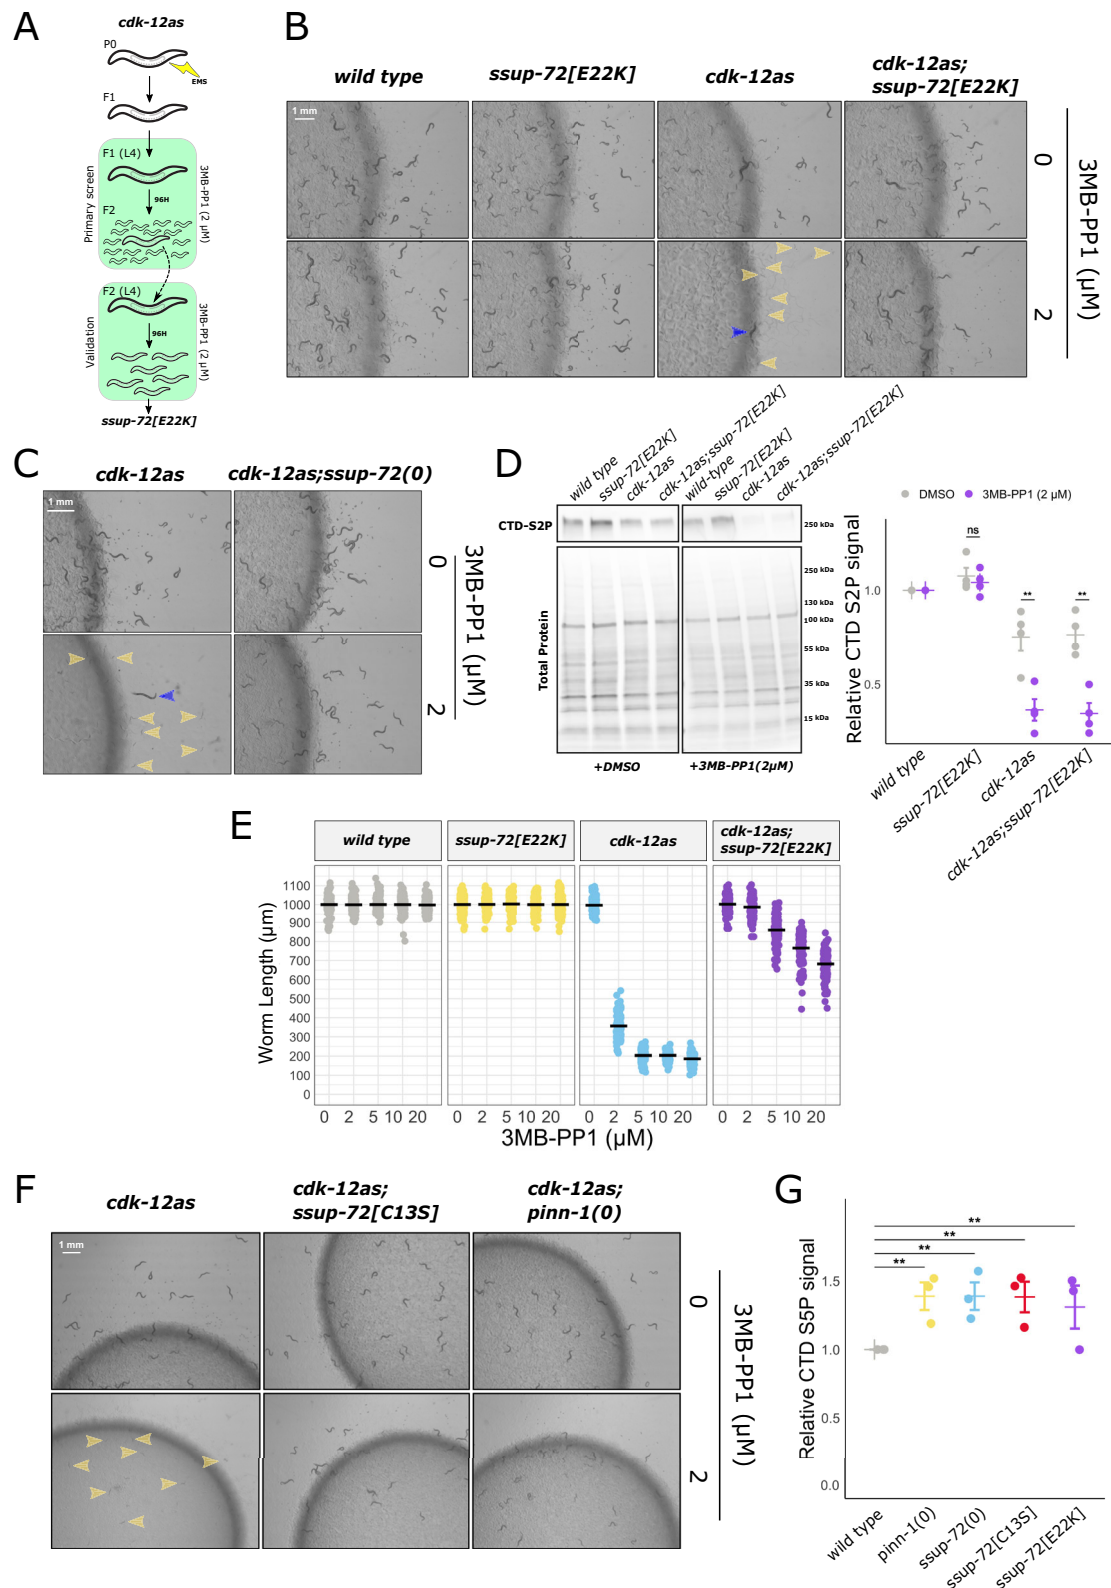 A
cdk-12as
P0
EMS
F1
F1 (L4)
96H
F2
Primary screen
3MB-PP1 (2 µM)
F2 (L4)
96H
Validation
3MB-PP1 (2 µM)
ssup-72[E22K]
B
wild type
ssup-72[E22K]
cdk-12as
cdk-12as;
ssup-72[E22K]
1 mm
0
2
3MB-PP1 (µM)
C
cdk-12as
cdk-12as;ssup-72(0)
1 mm
0
2
3MB-PP1 (µM)
D
wild type
ssup-72[E22K]
cdk-12as
cdk-12as;ssup-72[E22K]
wild-type
ssup-72[E22K]
cdk-12as
cdk-12as;ssup-72[E22K]
CTD-S2P
250 kDa
Total Protein
250 kDa
130 kDa
100 kDa
55 kDa
35 kDa
15 kDa
+DMSO
+3MB-PP1(2µM)
DMSO
3MB-PP1 (2 µM)
Relative CTD S2P signal
1.0
0.5
ns
**
**
wild type
ssup-72[E22K]
cdk-12as
cdk-12as;ssup-72[E22K]
E
wild type
ssup-72[E22K]
cdk-12as
cdk-12as;
ssup-72[E22K]
Worm Length (µm)
1100
1000
900
800
700
600
500
400
300
200
100
0
0 2 5 10 20
0 2 5 10 20
0 2 5 10 20
0 2 5 10 20
3MB-PP1 (µM)
F
cdk-12as
cdk-12as;
ssup-72[C13S]
cdk-12as;
pinn-1(0)
1 mm
0
2
3MB-PP1 (µM)
G
Relative CTD S5P signal
1.5
1.0
0.5
0.0
**
**
**
**
wild type
pinn-1(0)
ssup-72(0)
ssup-72[C13S]
ssup-72[E22K]